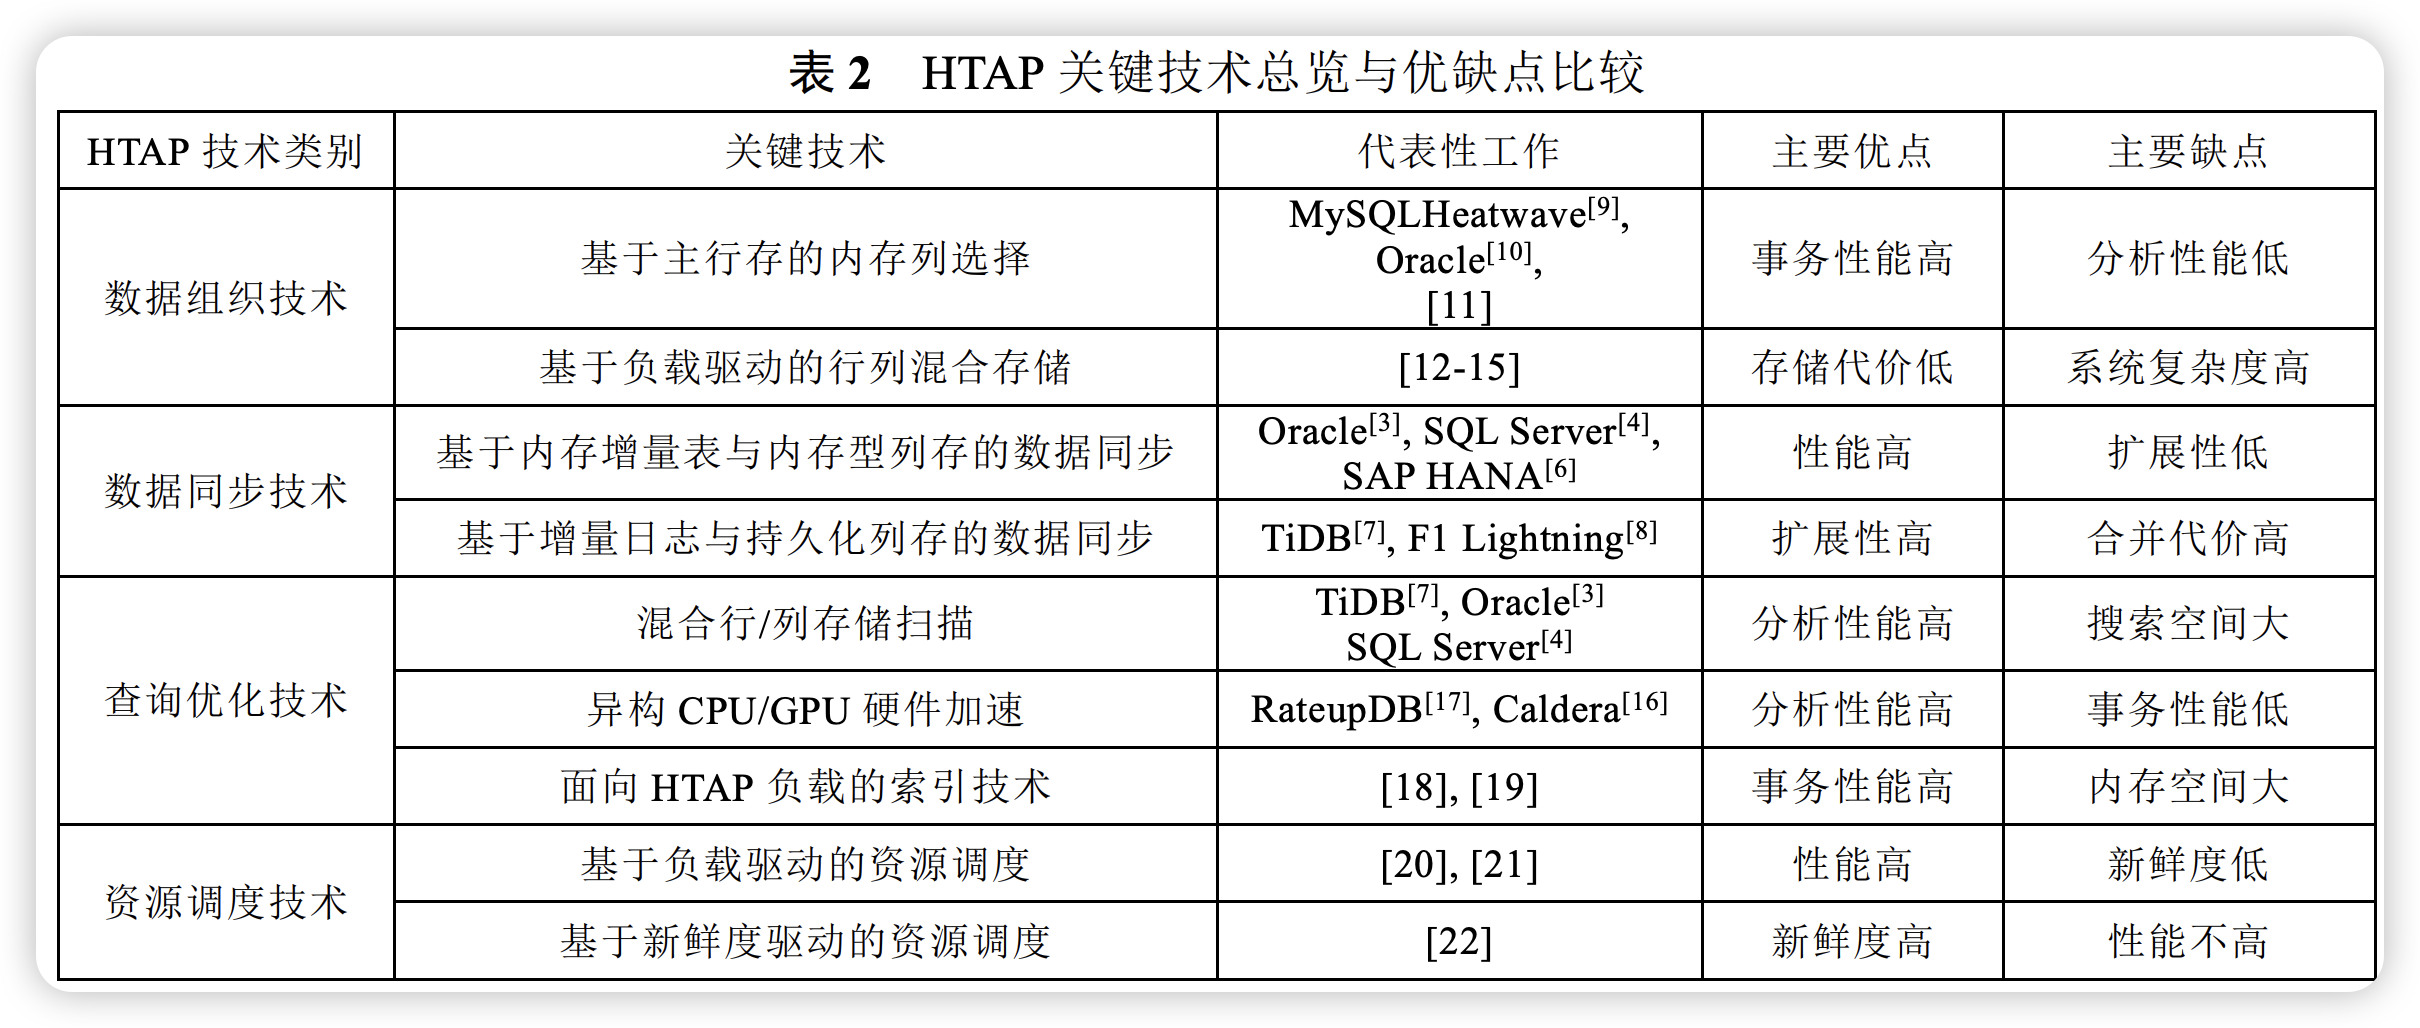 表 2 HTAP 关键技术总览与优缺点比较
HTAP 技术类别 关键技术 代表性工作 主要优点 主要缺点
数据组织技术
基于主行存的内存列选择
MySQLHeatwave[9],
Oracle[10],
[11]
事务性能高
分析性能低
基于负载驱动的行列混合存储 [12-15] 存储代价低 系统复杂度高
数据同步技术
基于内存增量表与内存型列存的数据同步
Oracle[3], SQL Server[4],
SAP HANA[6]
性能高
扩展性低
基于增量日志与持久化列存的数据同步 TiDB[7], F1 Lightning[8] 扩展性高 合并代价高
查询优化技术
混合行/列存储扫描
TiDB[7], Oracle[3]
SQL Server[4]
分析性能高
搜索空间大
异构 CPU/GPU 硬件加速 RateupDB[17], Caldera[16] 分析性能高 事务性能低
面向 HTAP 负载的索引技术 [18], [19] 事务性能高 内存空间大
资源调度技术
基于负载驱动的资源调度 [20], [21] 性能高 新鲜度低
基于新鲜度驱动的资源调度 [22] 新鲜度高 性能不高